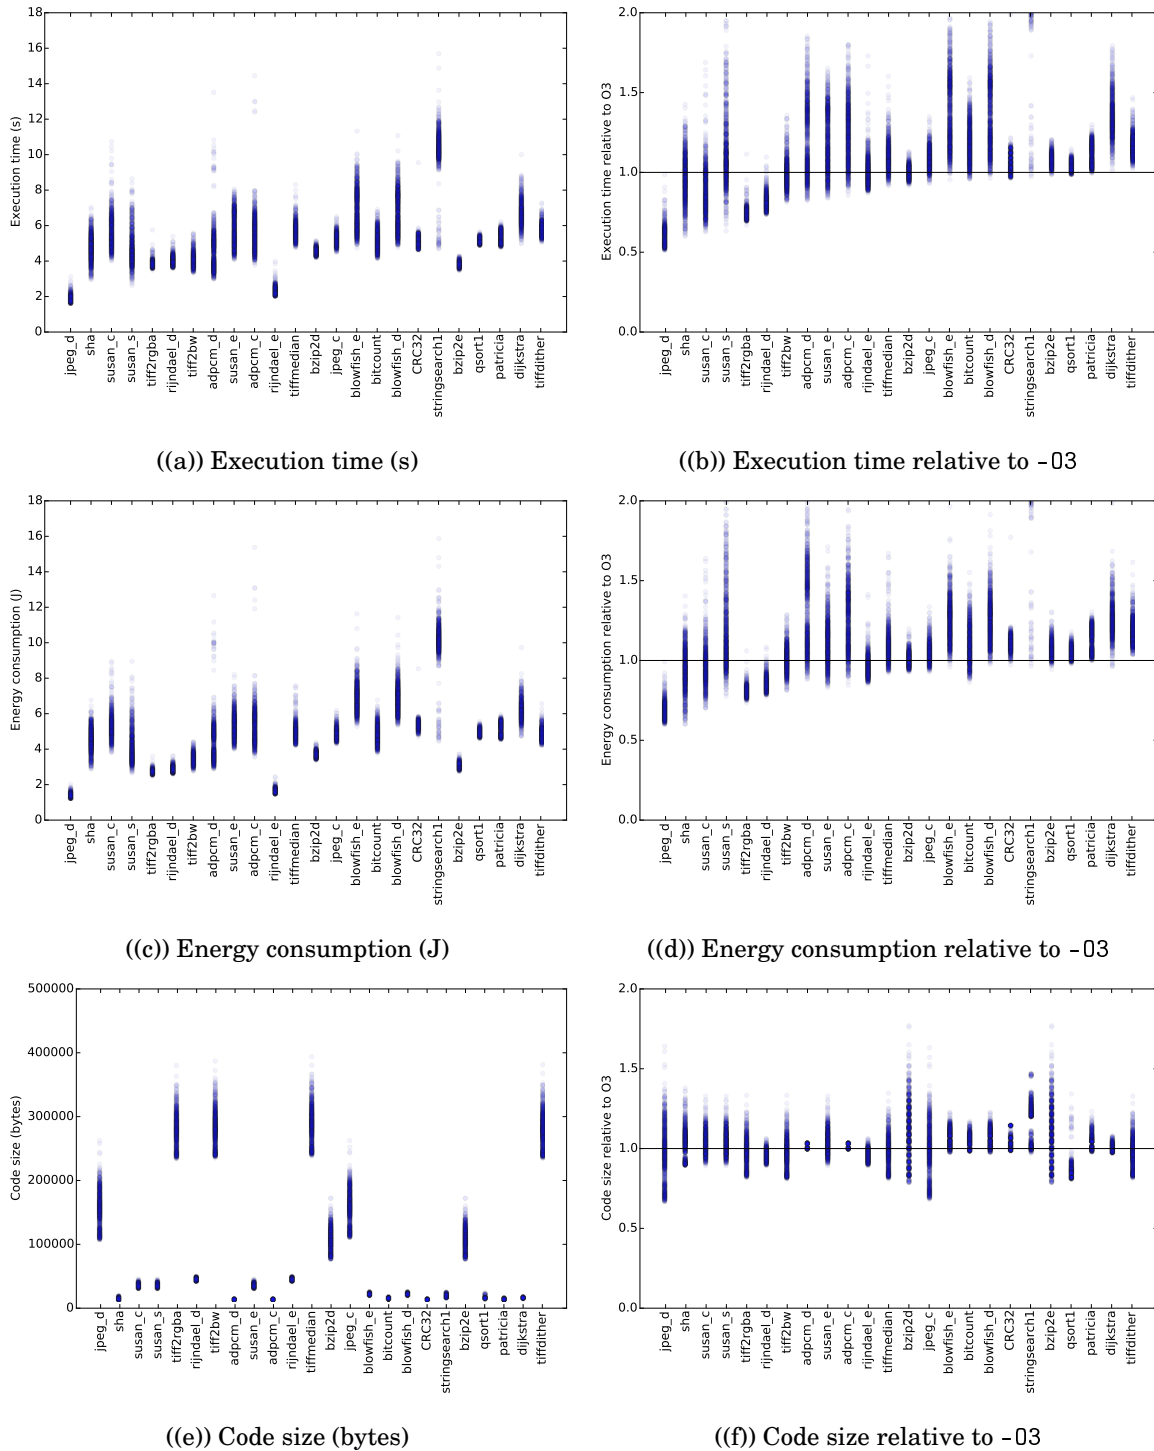 18
16
14
12
10
8
6
4
2
0
Execution time (s)
jpeg_d
sha
susan_c
susan_s
tiff2rgba
rijndael_d
tiff2bw
adpcm_d
susan_e
adpcm_c
rijndael_e
tiffmedian
bzip2d
jpeg_c
blowfish_e
bitcount
blowfish_d
CRC32
stringsearch1
bzip2e
qsort1
patricia
dijkstra
tiffdither
((a)) Execution time (s)
2.0
1.5
1.0
0.5
0.0
Execution time relative to O3
jpeg_d
sha
susan_c
susan_s
tiff2rgba
rijndael_d
tiff2bw
adpcm_d
susan_e
adpcm_c
rijndael_e
tiffmedian
bzip2d
jpeg_c
blowfish_e
bitcount
blowfish_d
CRC32
stringsearch1
bzip2e
qsort1
patricia
dijkstra
tiffdither
((b)) Execution time relative to -O3
18
16
14
12
10
8
6
4
2
0
Energy consumption (J)
jpeg_d
sha
susan_c
susan_s
tiff2rgba
rijndael_d
tiff2bw
adpcm_d
susan_e
adpcm_c
rijndael_e
tiffmedian
bzip2d
jpeg_c
blowfish_e
bitcount
blowfish_d
CRC32
stringsearch1
bzip2e
qsort1
patricia
dijkstra
tiffdither
((c)) Energy consumption (J)
2.0
1.5
1.0
0.5
0.0
Energy consumption relative to O3
jpeg_d
sha
susan_c
susan_s
tiff2rgba
rijndael_d
tiff2bw
adpcm_d
susan_e
adpcm_c
rijndael_e
tiffmedian
bzip2d
jpeg_c
blowfish_e
bitcount
blowfish_d
CRC32
stringsearch1
bzip2e
qsort1
patricia
dijkstra
tiffdither
((d)) Energy consumption relative to -O3
500000
400000
300000
200000
100000
0
Code size (bytes)
jpeg_d
sha
susan_c
susan_s
tiff2rgba
rijndael_d
tiff2bw
adpcm_d
susan_e
adpcm_c
rijndael_e
tiffmedian
bzip2d
jpeg_c
blowfish_e
bitcount
blowfish_d
CRC32
stringsearch1
bzip2e
qsort1
patricia
dijkstra
tiffdither
((e)) Code size (bytes)
2.0
1.5
1.0
0.5
0.0
Code size relative to O3
jpeg_d
sha
susan_c
susan_s
tiff2rgba
rijndael_d
tiff2bw
adpcm_d
susan_e
adpcm_c
rijndael_e
tiffmedian
bzip2d
jpeg_c
blowfish_e
bitcount
blowfish_d
CRC32
stringsearch1
bzip2e
qsort1
patricia
dijkstra
tiffdither
((f)) Code size relative to -O3